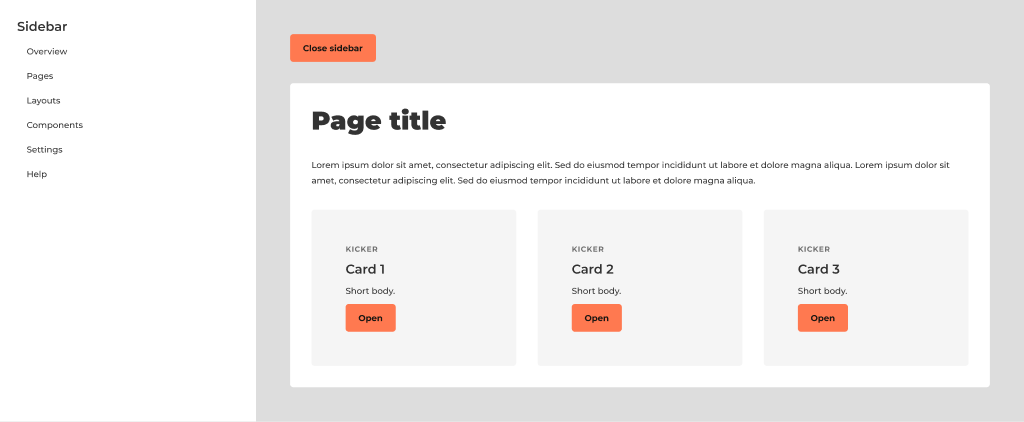 Sidebar
Overview
Pages
Layouts
Components
Settings
Help
Close sidebar
Page title
Lorem ipsum dolor sit amet, consectetur adipiscing elit. Sed do eiusmod tempor incididunt ut labore et dolore magna aliqua. Lorem ipsum dolor sit
amet, consectetur adipiscing elit. Sed do eiusmod tempor incididunt ut labore et dolore magna aliqua.
KICKER
Card 1
Short body.
Open
KICKER
Card 2
Short body.
Open
KICKER
Card 3
Short body.
Open